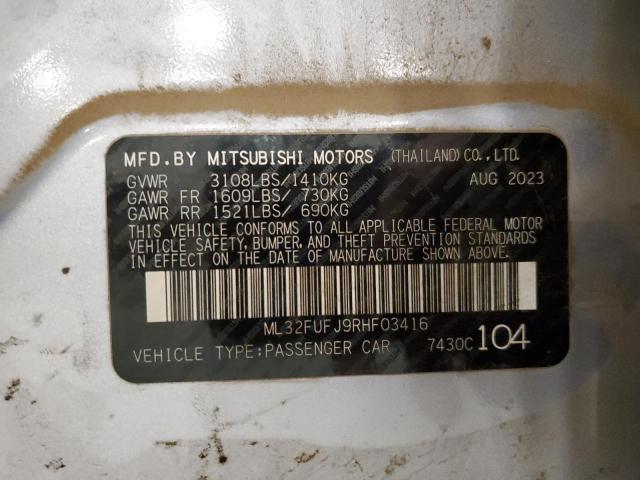 MFD.BY MITSUBISHI MOTORS (THAILAND)CO.,LTD.
GVWR 3108LBS/1410KG AUG 2023
GAWR FR 1609LBS/ 730KG
GAWR RR 1521LBS/ 690KG
THIS VEHICLE CONFORMS TO ALL APPLICABLE FEDERAL MOTOR
VEHICLE SAFETY, BUMPER, AND THEFT PREVENTION STANDARDS
IN EFFECT ON THE DATE OF MANUFACTURE SHOWN ABOVE.
ML32FUFJ9RHF03416
VEHICLE TYPE:PASSENGER CAR 7430C 104